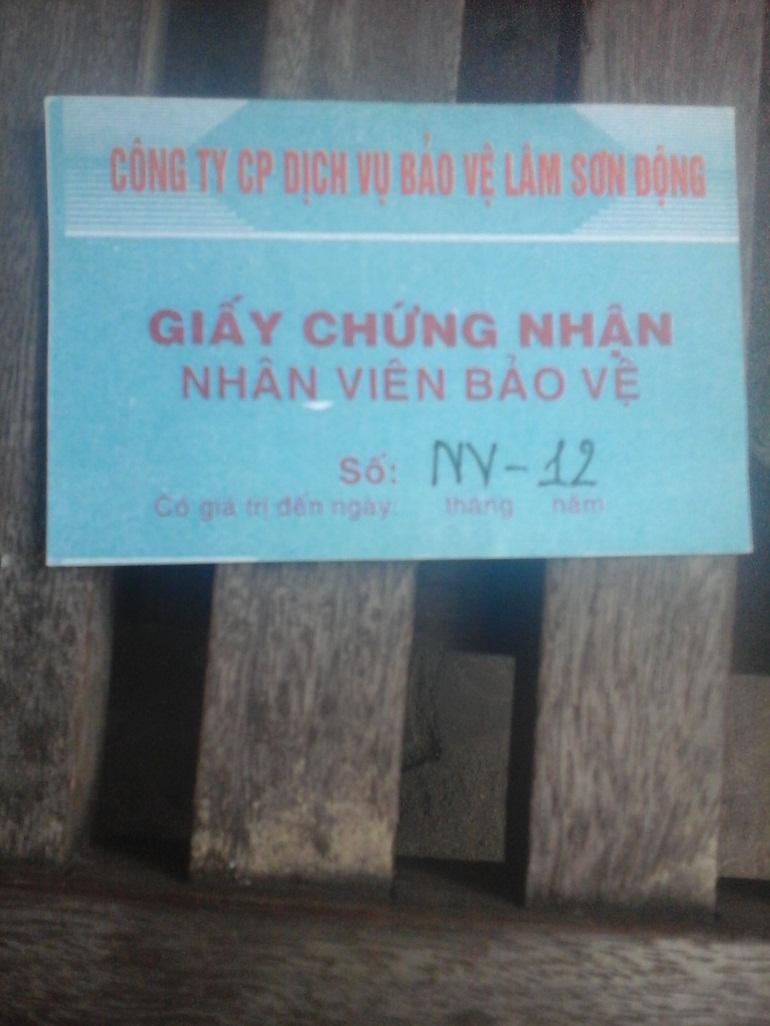 CÔNG TY CP DỊCH VỤ BẢO VỆ LÂM SƠN ĐỘNG
GIẤY CHỨNG NHẬN
NHÂN VIÊN BẢO VỆ
Số: NV-12
Có giá trị đến ngày: tháng năm